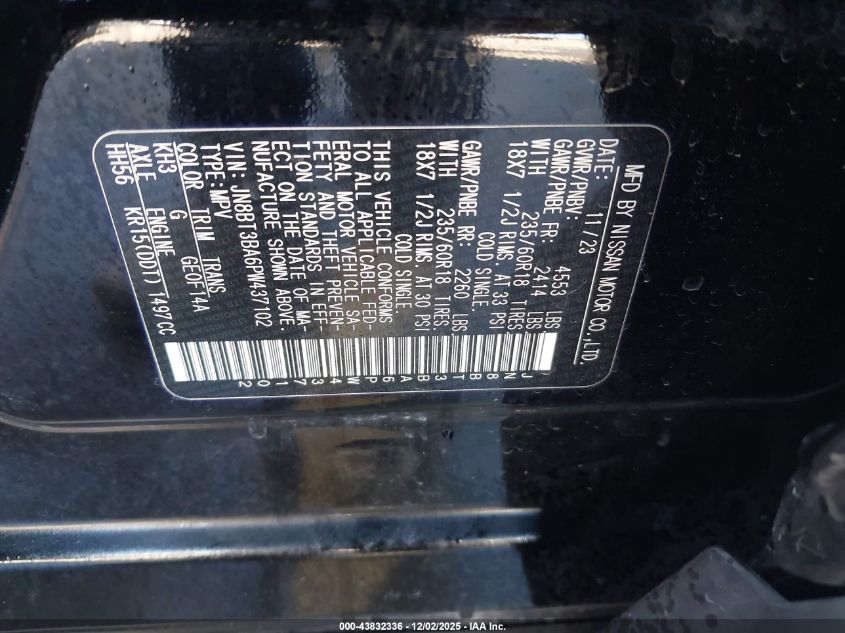 MFD BY NISSAN MOTOR CO.,LTD.
DATE: 11/23
GVWR/PNBV: 4553 LBS
GAWR/PNBE FR: 2414 LBS
WITH 235/60R18 TIRES
18X7 1/2J RIMS. AT 33 PSI
COLD SINGLE.
GAWR/PNBE RR: 2260 LBS
WITH 235/60R18 TIRES.
18X7 1/2J RIMS. AT 30 PSI
COLD SINGLE.
THIS VEHICLE CONFORMS
TO ALL APPLICABLE FED-
ERAL MOTOR VEHICLE SA-
FETY AND THEFT PREVEN-
TION STANDARDS IN EFF-
ECT ON THE DATE OF MA-
NUFACTURE SHOWN ABOVE.
VIN: JN8BT3BA6PW437102
TYPE: MPV
COLOR TRIM TRANS.
KH3 G GE0F14A
AXLE ENGINE
HH56 KR15(DDT) 1497CC
JN8BT3BA6PW437102
000-43832336 - 12/02/2025 - IAA Inc.